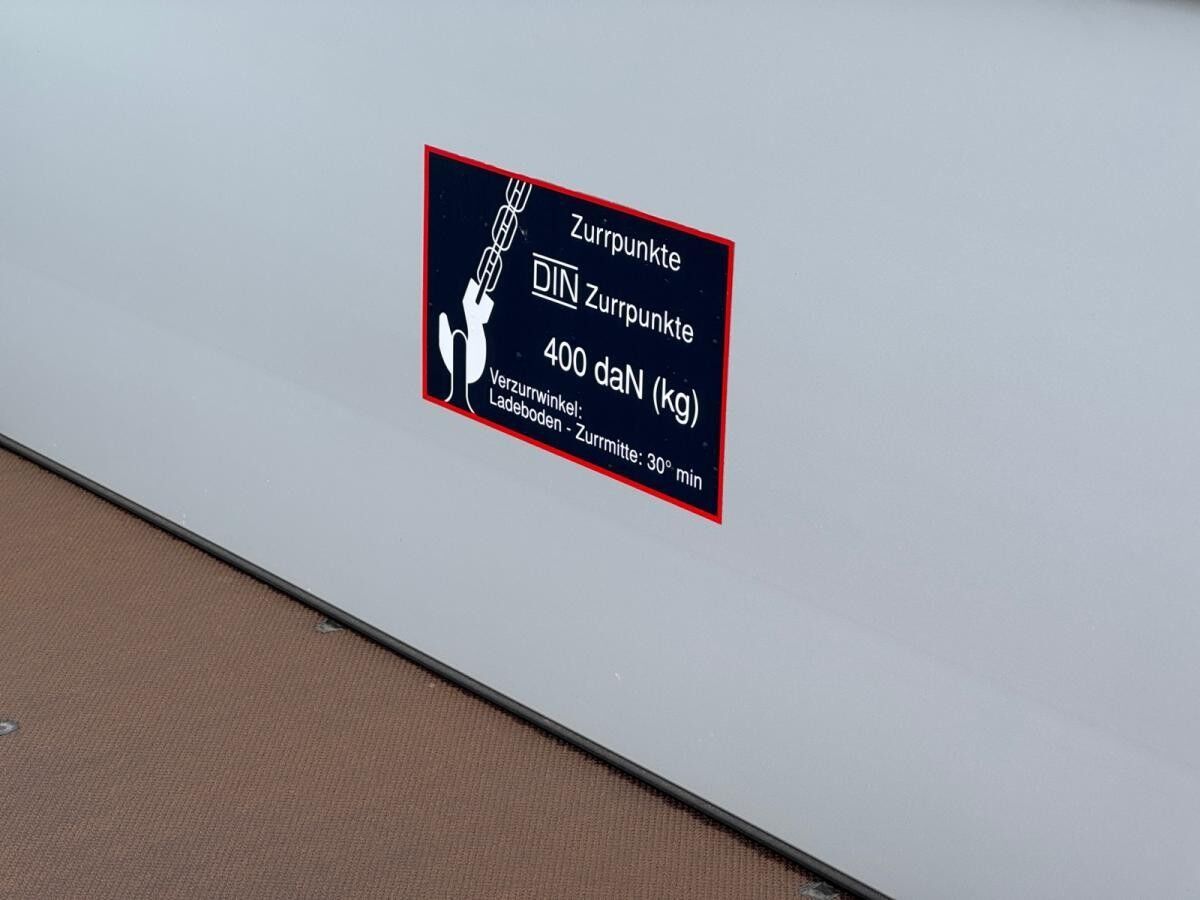 Zurrpunkte
DIN Zurrpunkte
400 daN (kg)
Verzurrwinkel:
Ladeboden - Zurrmitte: 30° min